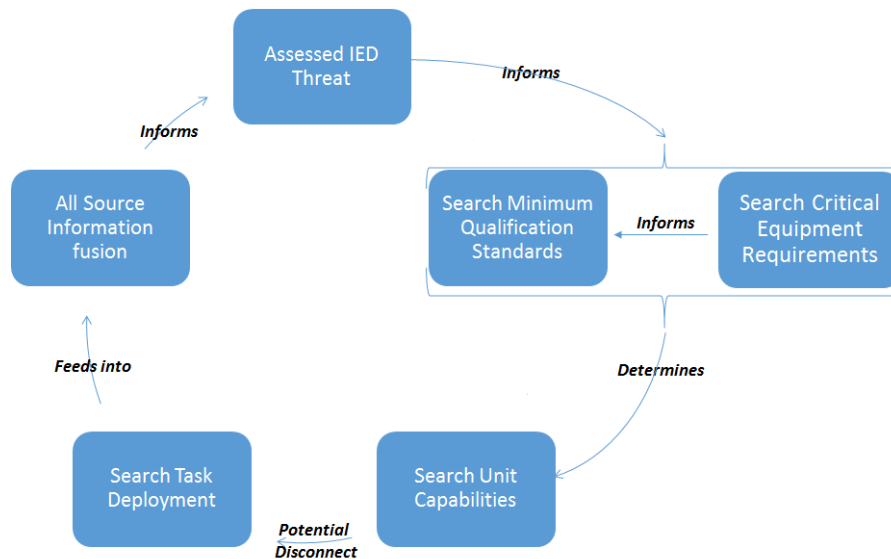 Assessed IED
Threat
Informs
Informs
All Source
Information
fusion
Search Minimum
Qualification
Standards
Informs
Search Critical
Equipment
Requirements
Feeds into
Determines
Search Task
Deployment
Search Unit
Capabilities
Potential
Disconnect